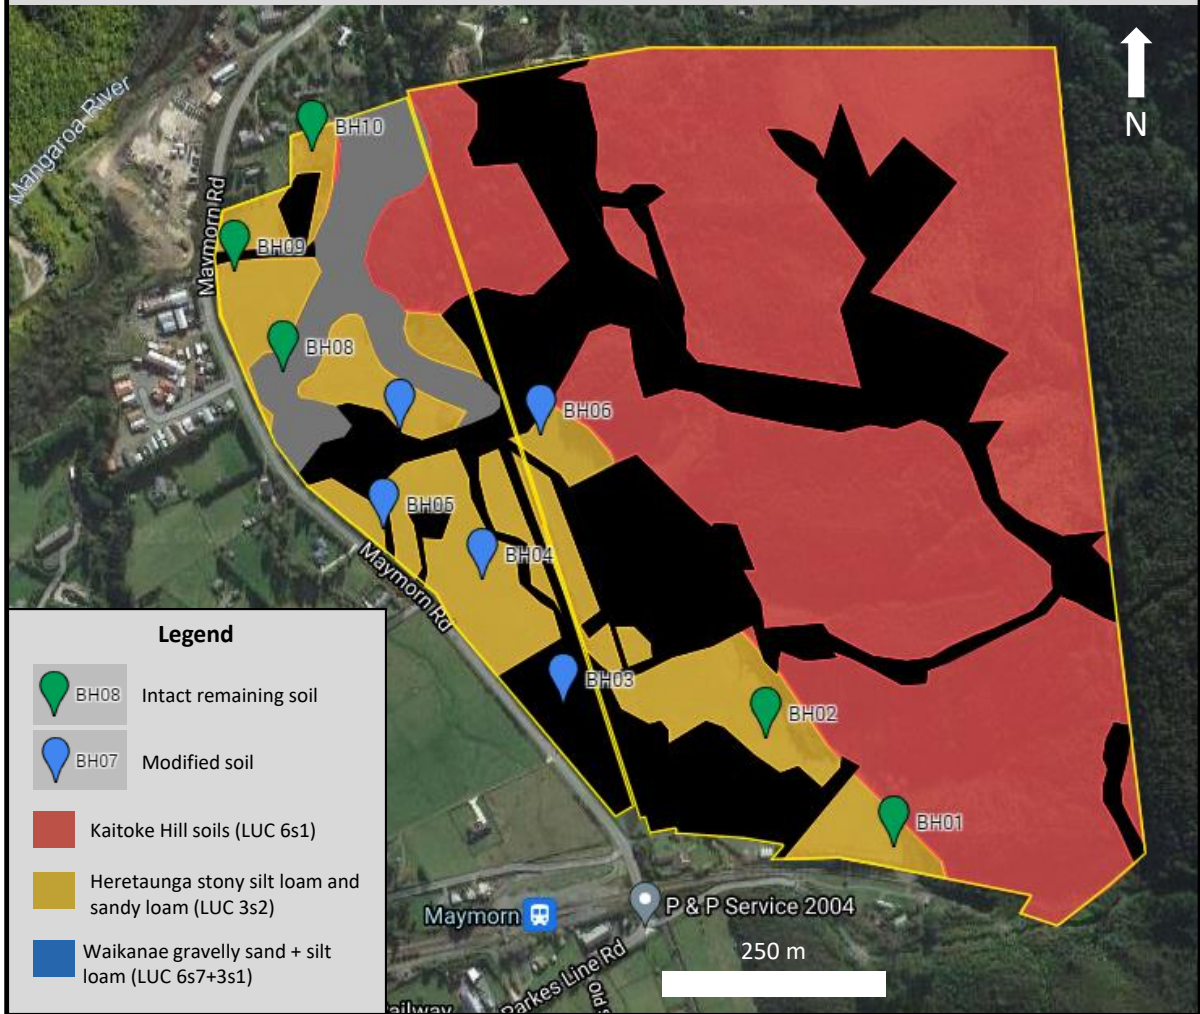 N
Mangaroa River
BH10
Maymorn Rd
BH09
BH08
BH06
BH05
BH04
Maymorn Rd
BH03
BH02
BH01
Legend
BH08 Intact remaining soil
BH07 Modified soil
Kaitoke Hill soils (LUC 6s1)
Heretaunga stony silt loam and
sandy loam (LUC 3s2)
Waikanae gravelly sand + silt
loam (LUC 6s7+3s1)
Maymorn
P & P Service 2004
250 m
Parkes Line Rd
Old
ailway